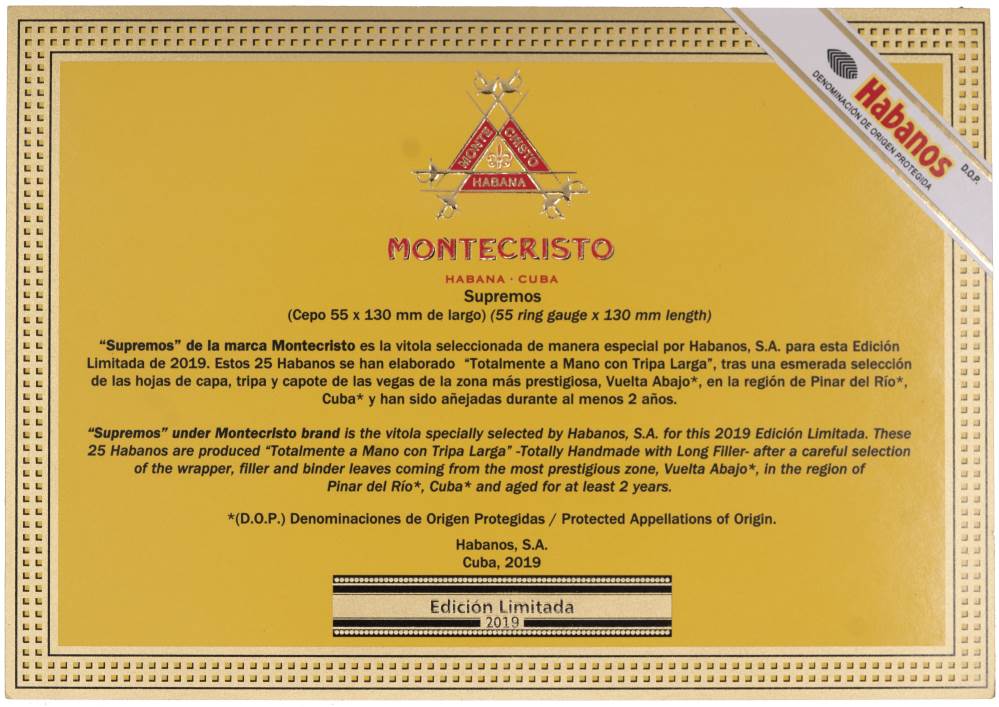 Habanos
D.O.P.
DENOMINACIÓN DE ORIGEN PROTEGIDA
MONTE
CRISTO
HABANA
MONTECRISTO
HABANA · CUBA
Supremos
(Cepo 55 x 130 mm de largo) (55 ring gauge x 130 mm length)
“Supremos” de la marca Montecristo es la vitola seleccionada de manera especial por Habanos, S.A. para esta Edición
Limitada de 2019. Estos 25 Habanos se han elaborado “Totalmente a Mano con Tripa Larga”, tras una esmerada selección
de las hojas de capa, tripa y capote de las vegas de la zona más prestigiosa, Vuelta Abajo*, en la región de Pinar del Río*,
Cuba* y han sido añejadas durante al menos 2 años.
“Supremos” under Montecristo brand is the vitola specially selected by Habanos, S.A. for this 2019 Edición Limitada. These
25 Habanos are produced “Totalmente a Mano con Tripa Larga” -Totally Handmade with Long Filler- after a careful selection
of the wrapper, filler and binder leaves coming from the most prestigious zone, Vuelta Abajo*, in the region of
Pinar del Río*, Cuba* and aged for at least 2 years.
*(D.O.P.) Denominaciones de Origen Protegidas / Protected Appellations of Origin.
Habanos, S.A.
Cuba, 2019
Edición Limitada
2019